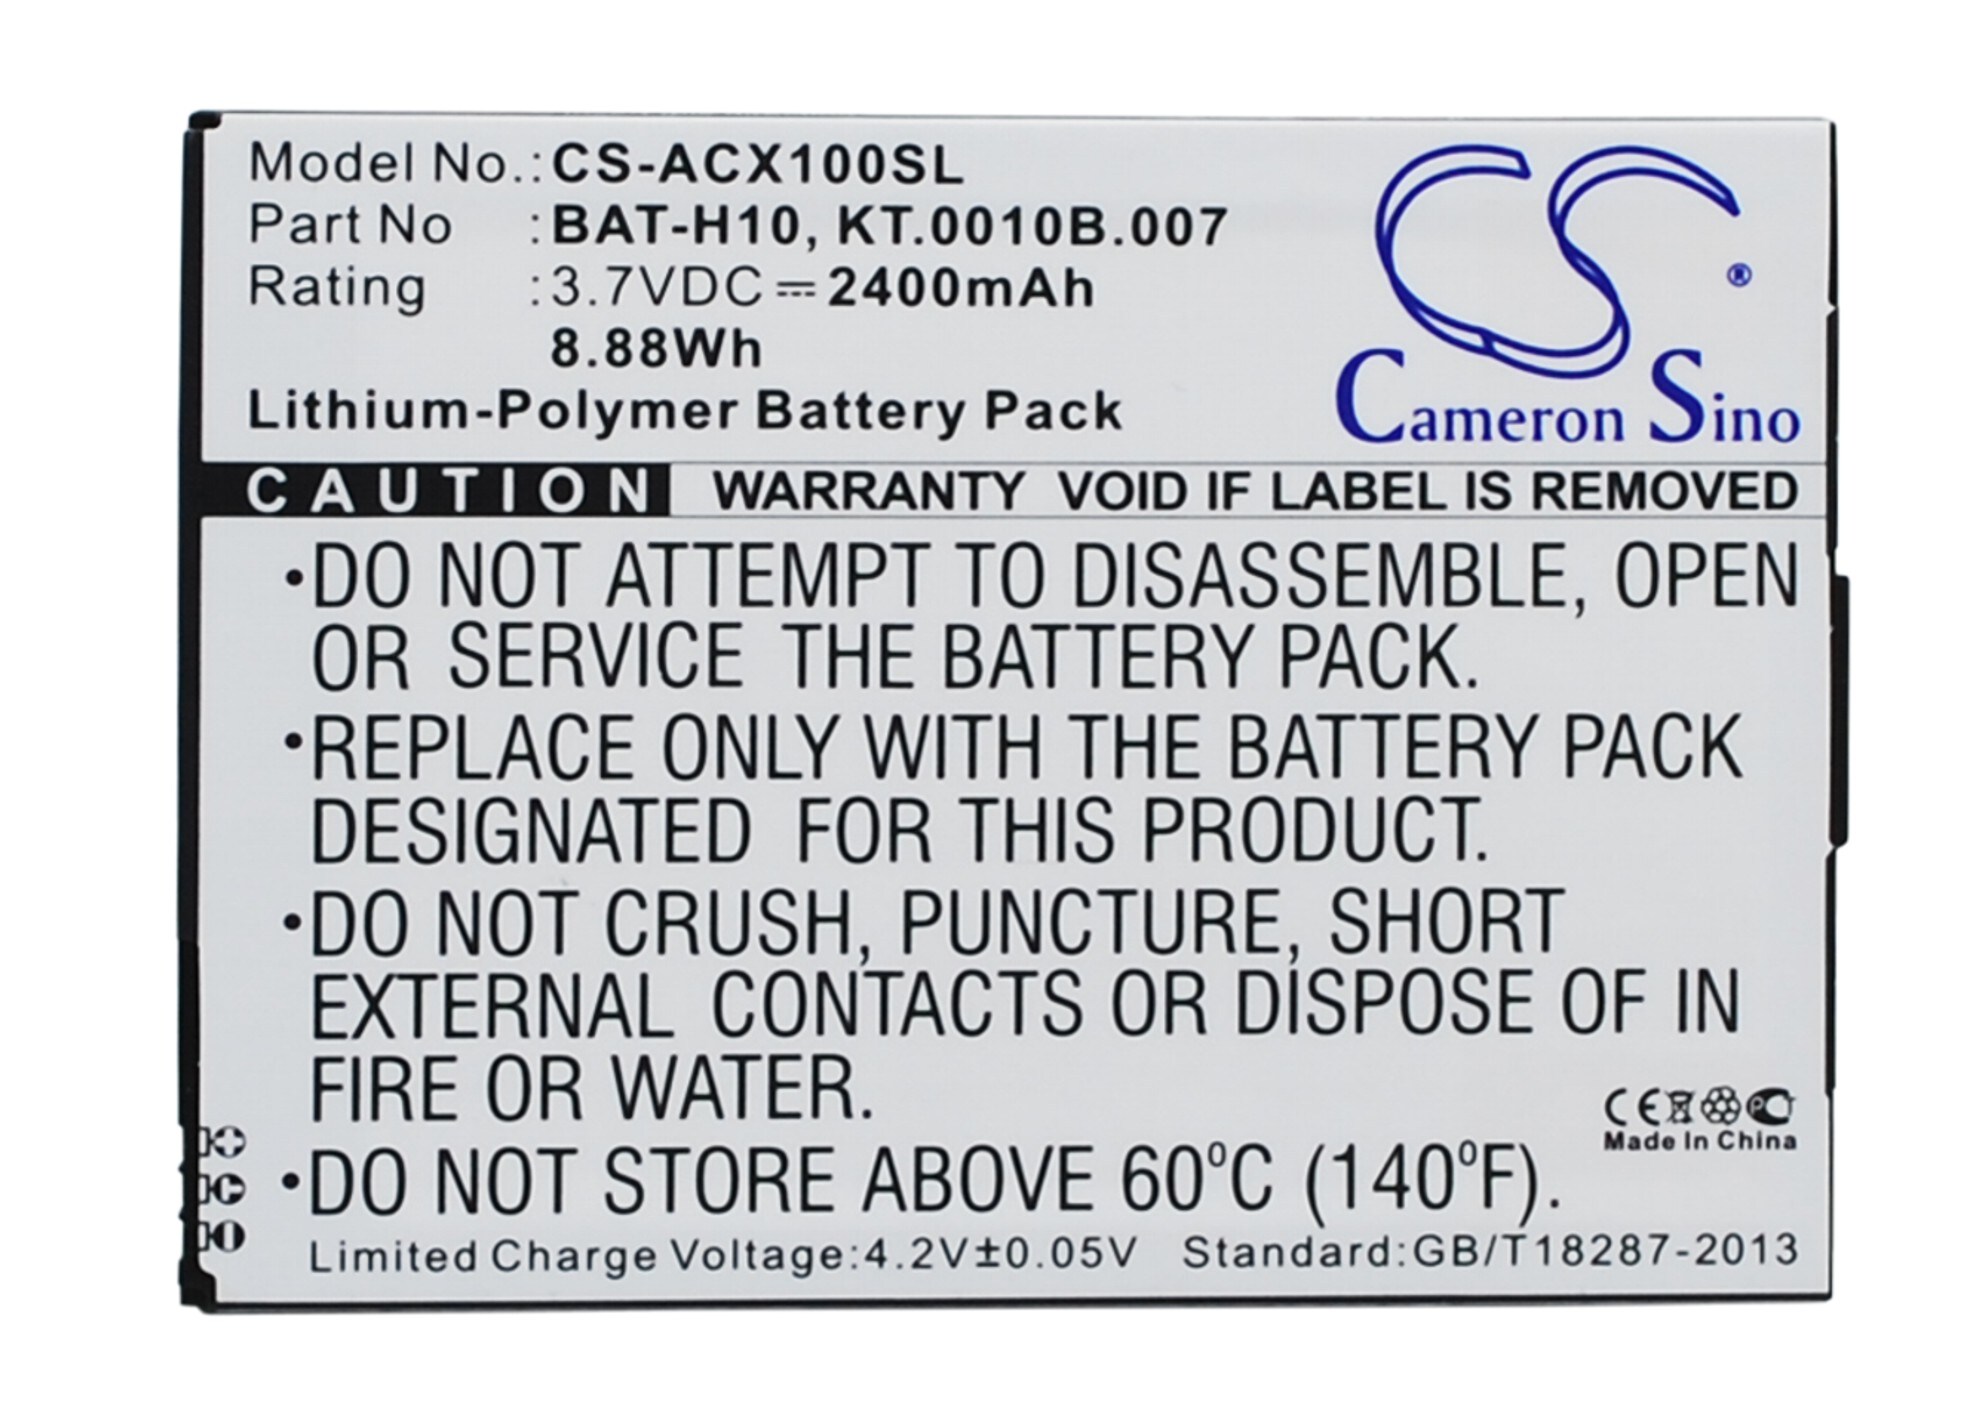 Model No.:CS-ACX100SL
Part No :BAT-H10, KT.0010B.007
Rating :3.7VDC⎓2400mAh
8.88Wh
Lithium-Polymer Battery Pack
®
Cameron Sino
CAUTION WARRANTY VOID IF LABEL IS REMOVED
•DO NOT ATTEMPT TO DISASSEMBLE, OPEN
OR SERVICE THE BATTERY PACK.
•REPLACE ONLY WITH THE BATTERY PACK
DESIGNATED FOR THIS PRODUCT.
•DO NOT CRUSH, PUNCTURE, SHORT
EXTERNAL CONTACTS OR DISPOSE OF IN
FIRE OR WATER.
CE PC
Made In China
•DO NOT STORE ABOVE 60°C (140°F).
+
C
Limited Charge Voltage:4.2V±0.05V Standard:GB/T18287-2013